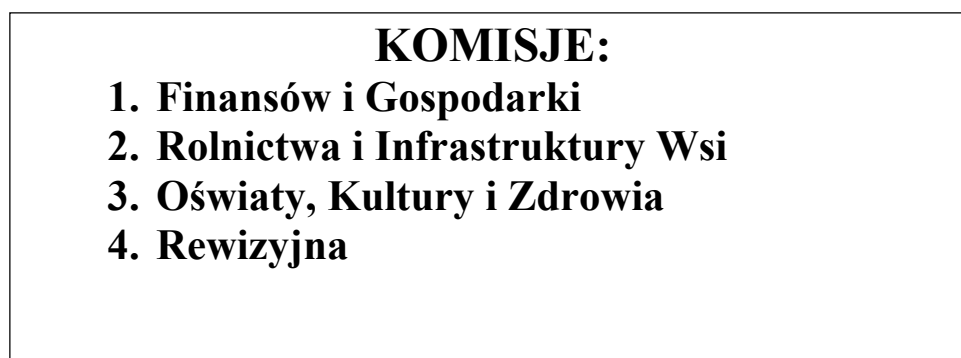 KOMISJE:
1. Finansów i Gospodarki
2. Rolnictwa i Infrastruktury Wsi
3. Oświaty, Kultury i Zdrowia
4. Rewizyjna